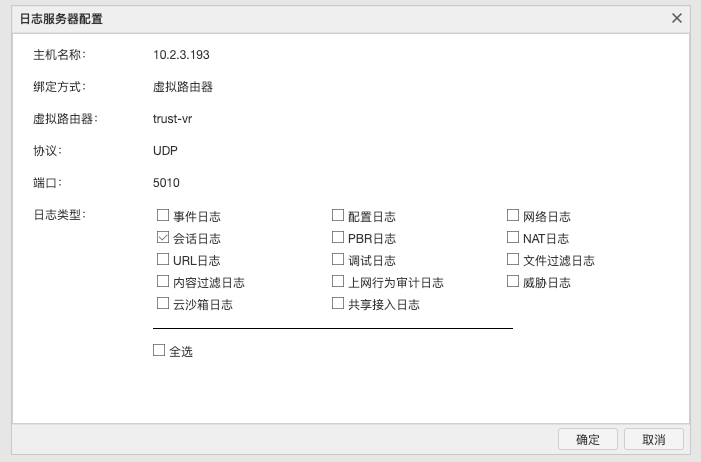 日志服务器配置
主机名称: 10.2.3.193
绑定方式: 虚拟路由器
虚拟路由器: trust-vr
协议: UDP
端口: 5010
日志类型: 事件日志 配置日志 网络日志
会话日志 PBR日志 NAT日志
URL日志 调试日志 文件过滤日志
内容过滤日志 上网行为审计日志 威胁日志
云沙箱日志 共享接入日志
全选
确定 取消